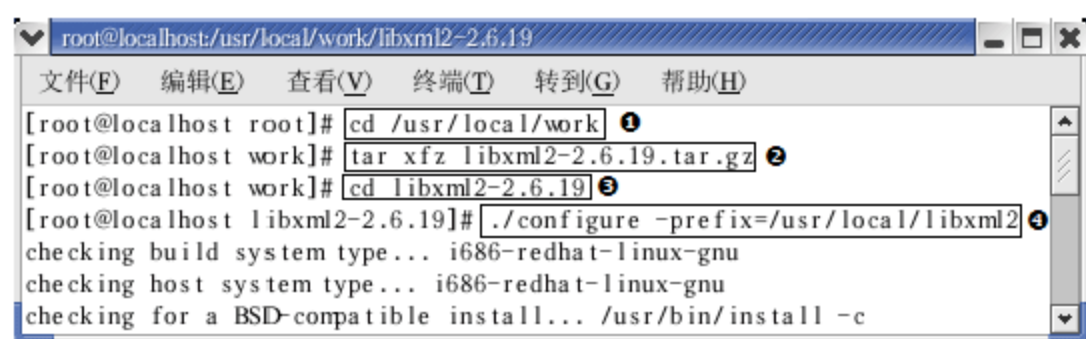 root@localhost:/usr/local/work/libxml2-2.6.19
文件(F) 编辑(E) 查看(V) 终端(T) 转到(G) 帮助(H)
[root@localhost root]# cd /usr/local/work ❶
[root@localhost work]# tar xfz libxml2-2.6.19.tar.gz ❷
[root@localhost work]# cd libxml2-2.6.19 ❸
[root@localhost libxml2-2.6.19]# ./configure -prefix=/usr/local/libxml2 ❹
checking build system type... i686-redhat-linux-gnu
checking host system type... i686-redhat-linux-gnu
checking for a BSD-compatible install... /usr/bin/install -c